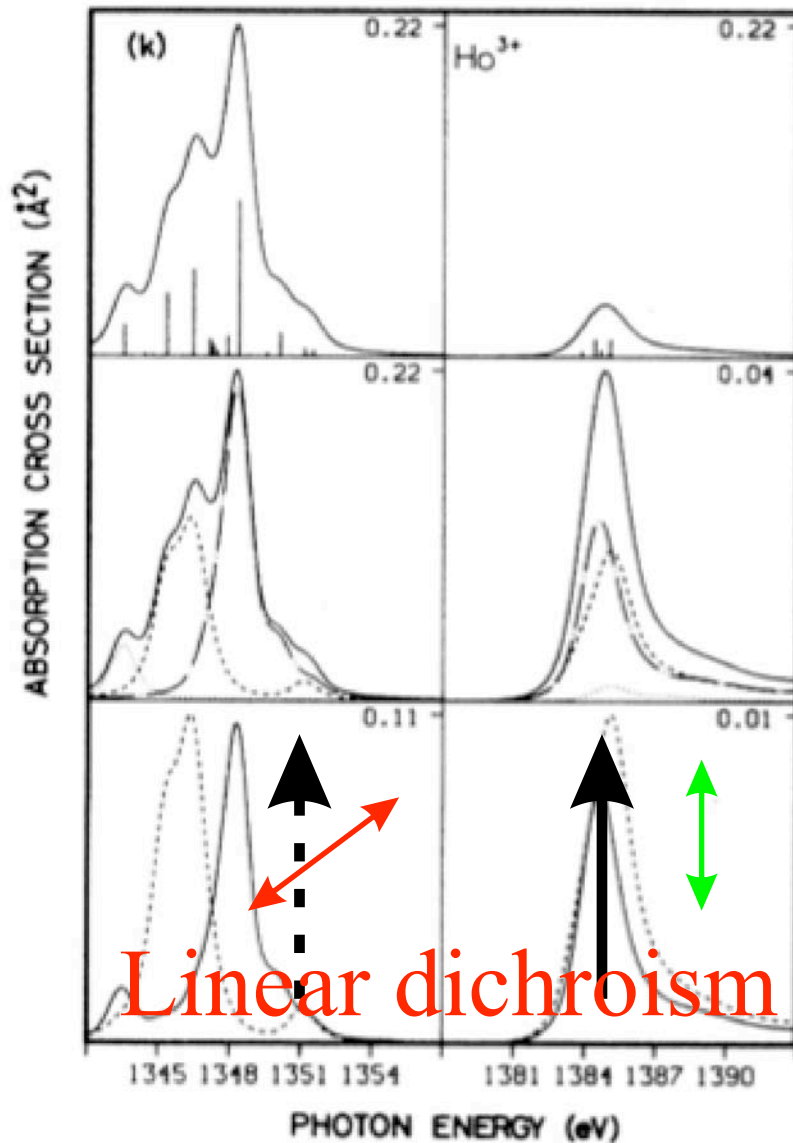 (k)
0.22
Ho³⁺
0.22
0.22
0.04
0.11
0.01
ABSORPTION CROSS SECTION (Å²)
Linear dichroism
1345 1348 1351 1354
1381 1384 1387 1390
PHOTON ENERGY (eV)